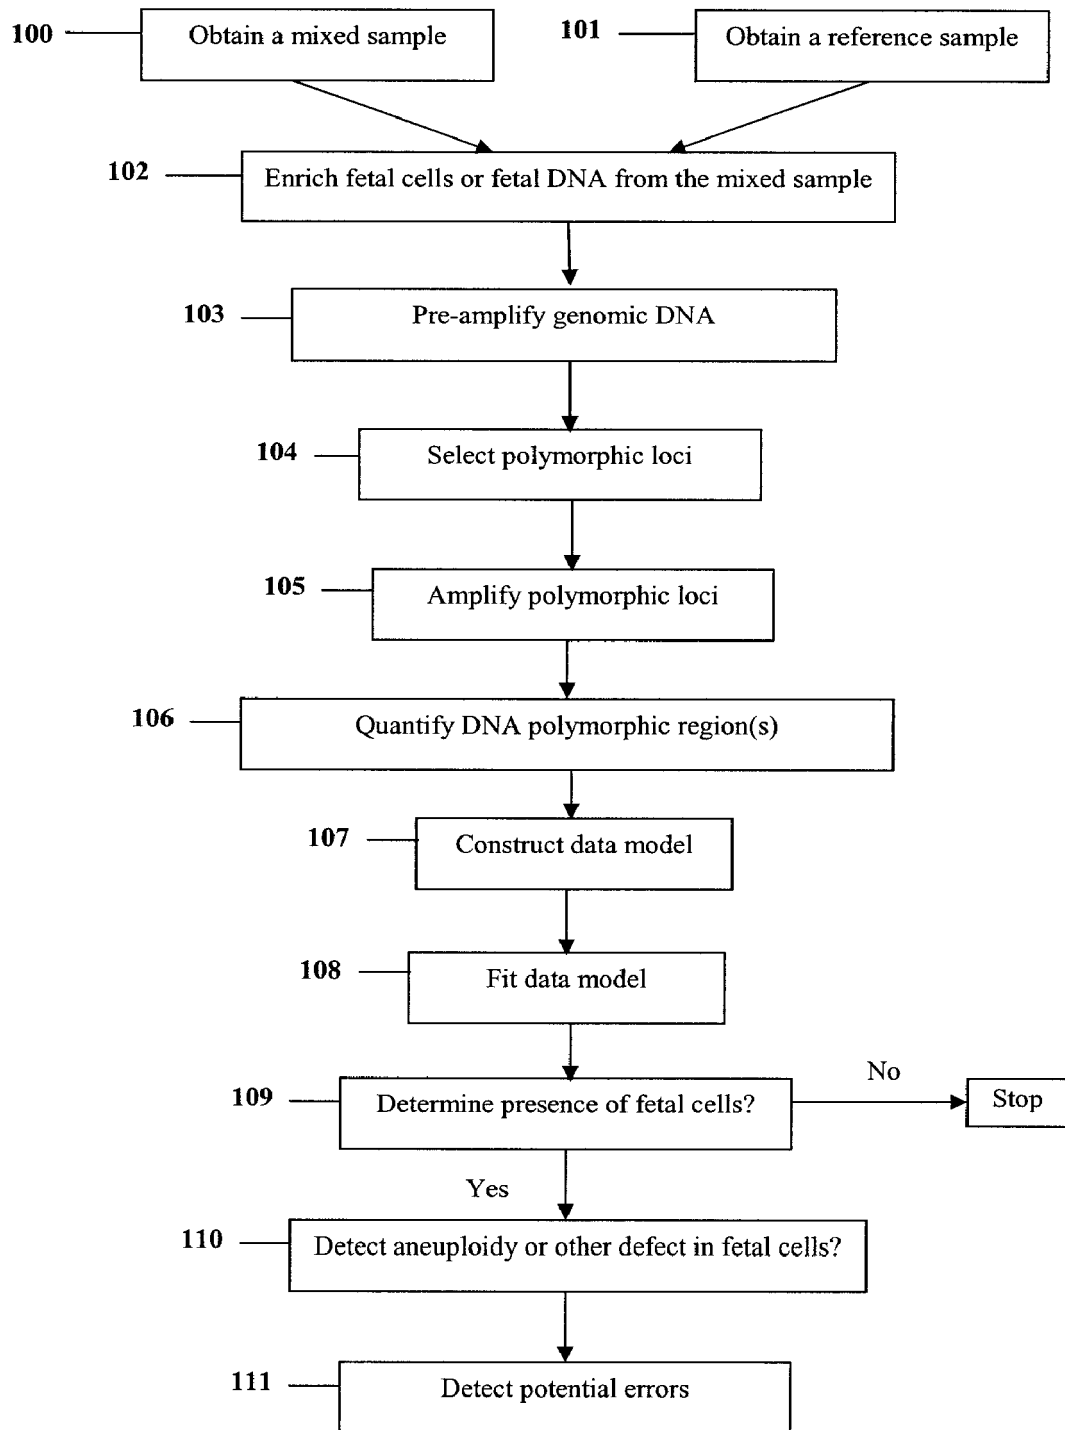 100
Obtain a mixed sample
101
Obtain a reference sample
102
Enrich fetal cells or fetal DNA from the mixed sample
103
Pre-amplify genomic DNA
104
Select polymorphic loci
105
Amplify polymorphic loci
106
Quantify DNA polymorphic region(s)
107
Construct data model
108
Fit data model
109
Determine presence of fetal cells?
No
Stop
Yes
110
Detect aneuploidy or other defect in fetal cells?
111
Detect potential errors